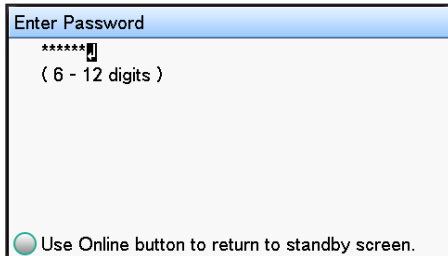 Enter Password
******
( 6 - 12 digits )
Use Online button to return to standby screen.